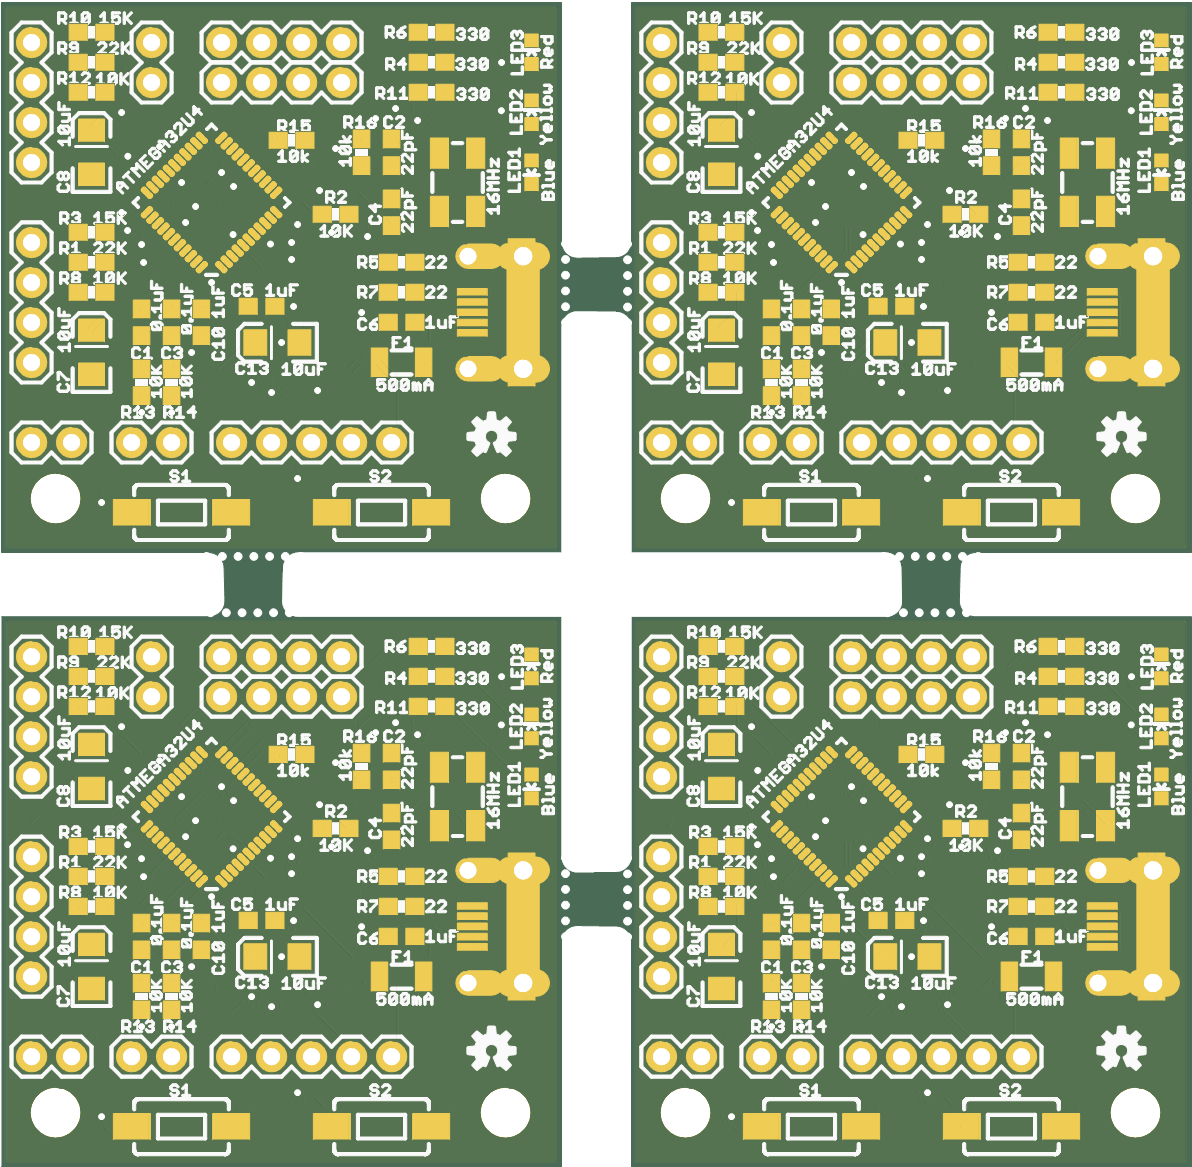 R10 15K
R6 330
LED3 Red
R9 22K
R4 330
R12 10K
R11 330
LED2 Yellow
10uF
ATMEGA32U4
R15
10k
R16
10k
C2
22pF
C8
LED1 Blue
16MHz
R2
10K
C4
22pF
R3 15K
R1 22K
R5 22
R8 10K
C5 1uF
R7 22
0.1uF
0.1uF
1uF
10uF
C6 1uF
C1 C3
C10
F1
C13 10uF
500mA
C7
10K
10K
R13 R14
S1 S2
R10 15K
R6 330
LED3 Red
R9 22K
R4 330
R12 10K
R11 330
LED2 Yellow
10uF
ATMEGA32U4
R15
10k
R16
10k
C2
22pF
C8
LED1 Blue
16MHz
R2
10K
C4
22pF
R3 15K
R1 22K
R5 22
R8 10K
C5 1uF
R7 22
0.1uF
0.1uF
1uF
10uF
C6 1uF
C1 C3
C10
F1
C13 10uF
500mA
C7
10K
10K
R13 R14
S1 S2
R10 15K
R6 330
LED3 Red
R9 22K
R4 330
R12 10K
R11 330
LED2 Yellow
10uF
ATMEGA32U4
R15
10k
R16
10k
C2
22pF
C8
LED1 Blue
16MHz
R2
10K
C4
22pF
R3 15K
R1 22K
R5 22
R8 10K
C5 1uF
R7 22
0.1uF
0.1uF
1uF
10uF
C6 1uF
C1 C3
C10
F1
C13 10uF
500mA
C7
10K
10K
R13 R14
S1 S2
R10 15K
R6 330
LED3 Red
R9 22K
R4 330
R12 10K
R11 330
LED2 Yellow
10uF
ATMEGA32U4
R15
10k
R16
10k
C2
22pF
C8
LED1 Blue
16MHz
R2
10K
C4
22pF
R3 15K
R1 22K
R5 22
R8 10K
C5 1uF
R7 22
0.1uF
0.1uF
1uF
10uF
C6 1uF
C1 C3
C10
F1
C13 10uF
500mA
C7
10K
10K
R13 R14
S1 S2